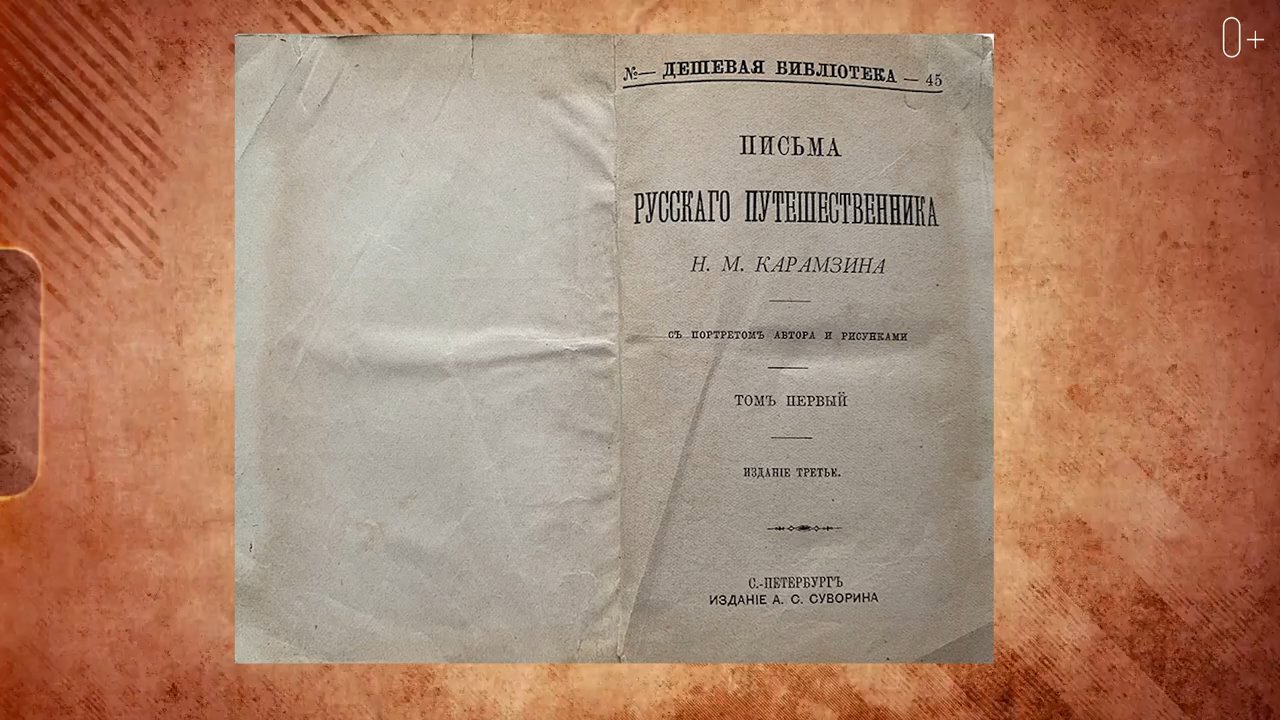 0+
№— ДЕШЕВАЯ БИБЛІОТЕКА — 45
ПИСЬМА
РУССКАГО ПУТЕШЕСТВЕННИКА
Н. М. КАРАМЗИНА
СЪ ПОРТРЕТОМЪ АВТОРА И РИСУНКАМИ
ТОМЪ ПЕРВЫЙ
ИЗДАНІЕ ТРЕТЬЕ.
С.-ПЕТЕРБУРГЪ
ИЗДАНІЕ А. С. СУВОРИНА